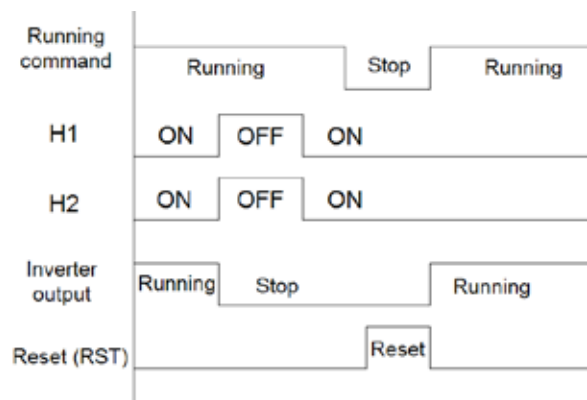 Running
command
Running
Stop
Running
H1
ON
OFF
ON
H2
ON
OFF
ON
Inverter
output
Running
Stop
Running
Reset (RST)
Reset